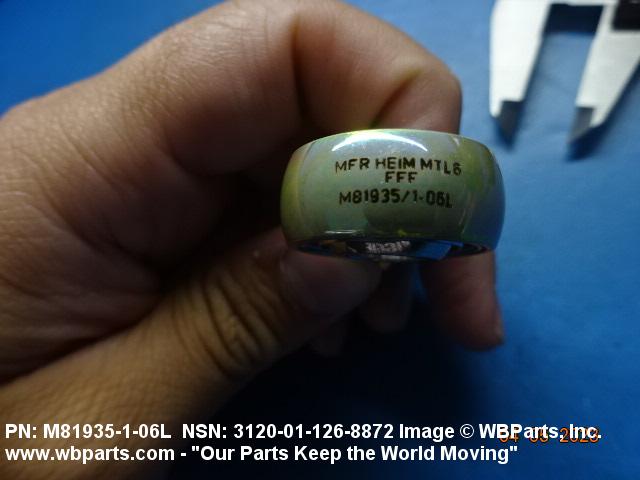 MFR HEIM MTL6
FFF
M81935/1-06L
PN: M81935-1-06L NSN: 3120-01-126-8872 Image © WBParts, Inc.
www.wbparts.com - "Our Parts Keep the World Moving"